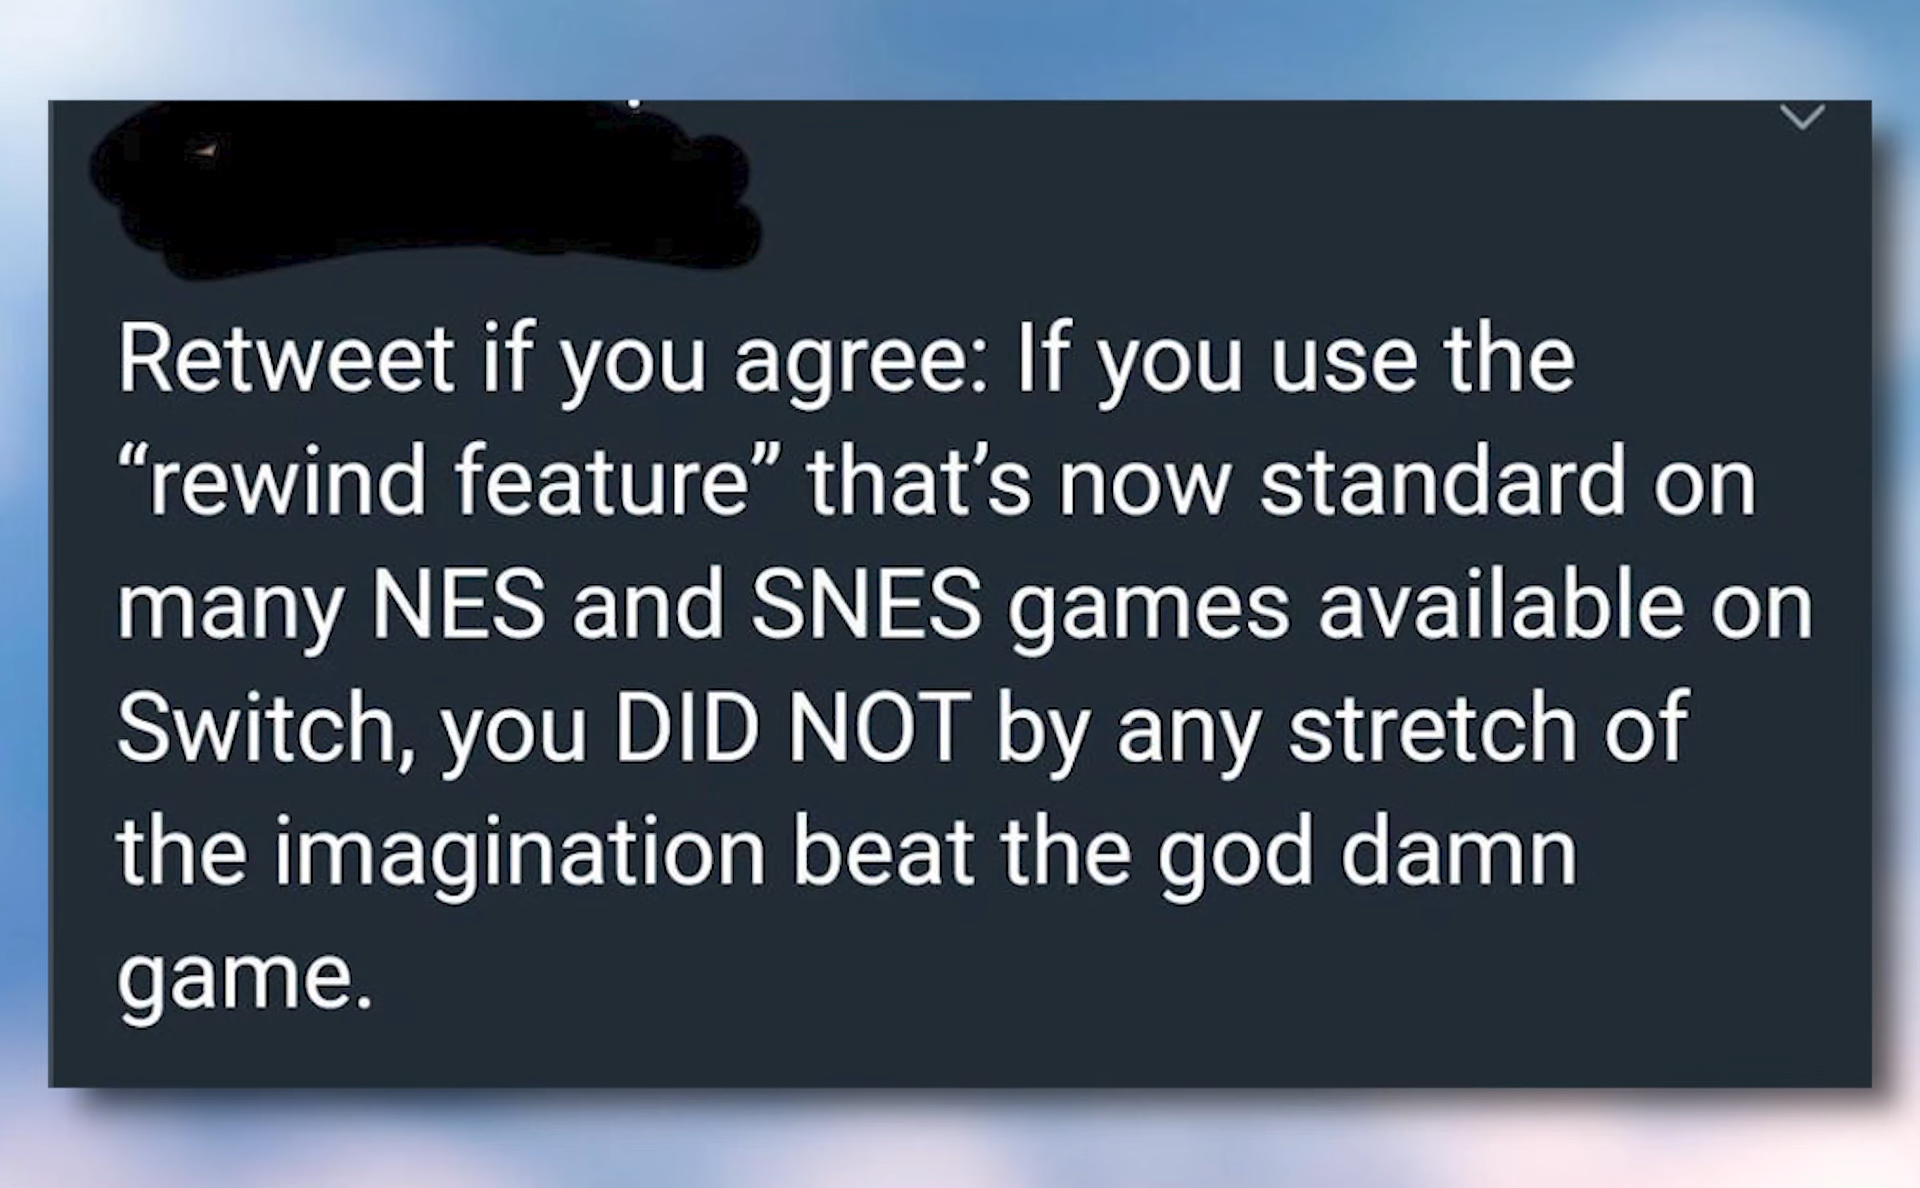 Retweet if you agree: If you use the
“rewind feature” that’s now standard on
many NES and SNES games available on
Switch, you DID NOT by any stretch of
the imagination beat the god damn
game.